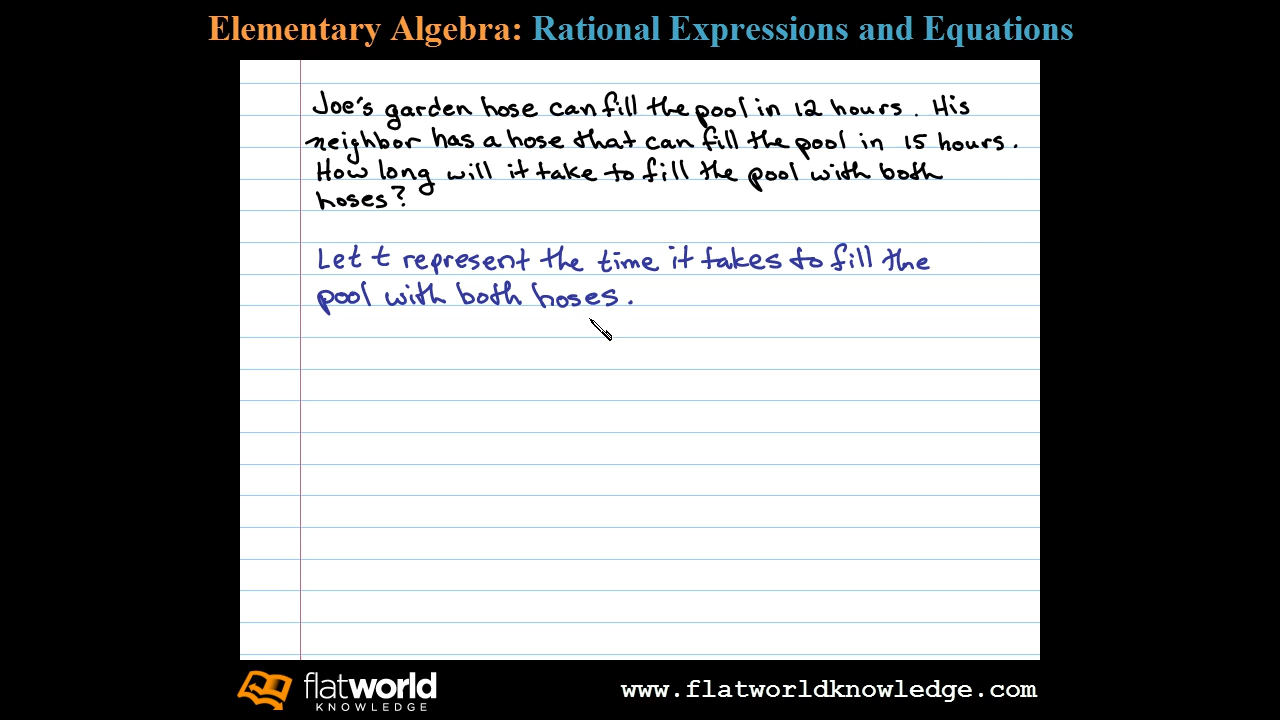 Elementary Algebra: Rational Expressions and Equations
Joe's garden hose can fill the pool in 12 hours. His
neighbor has a hose that can fill the pool in 15 hours.
How long will it take to fill the pool with both
hoses?
Let t represent the time it takes to fill the
pool with both hoses.
flatworld
KNOWLEDGE
www.flatworldknowledge.com